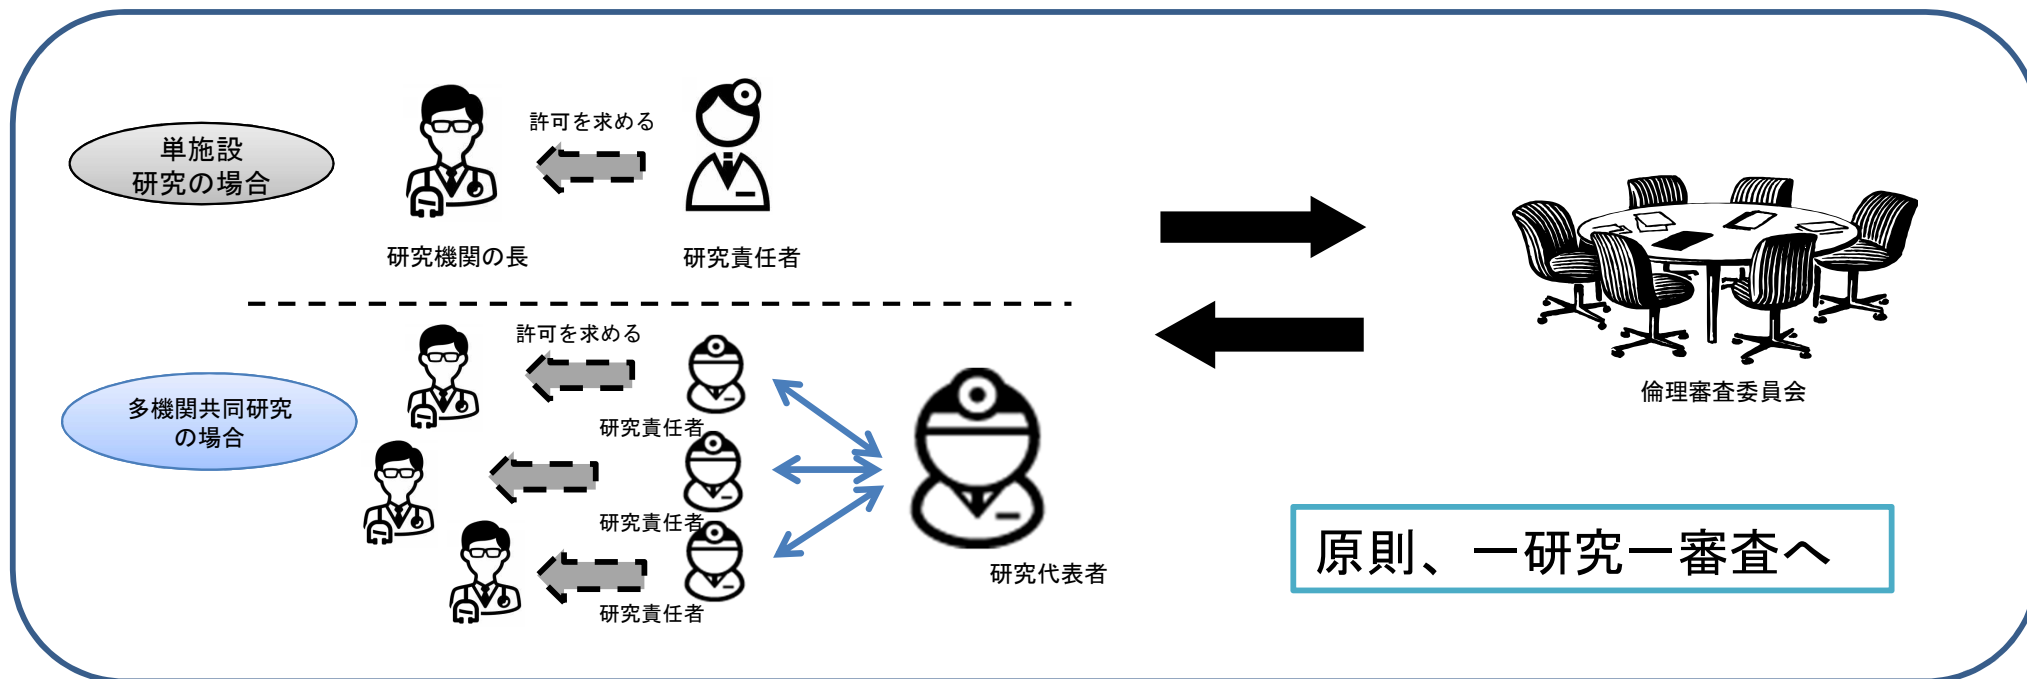 単施設
研究の場合
許可を求める
研究機関の長
研究責任者
許可を求める
多機関共同研究
の場合
研究責任者
研究責任者
研究責任者
研究代表者
倫理審査委員会
原則、一研究一審査へ